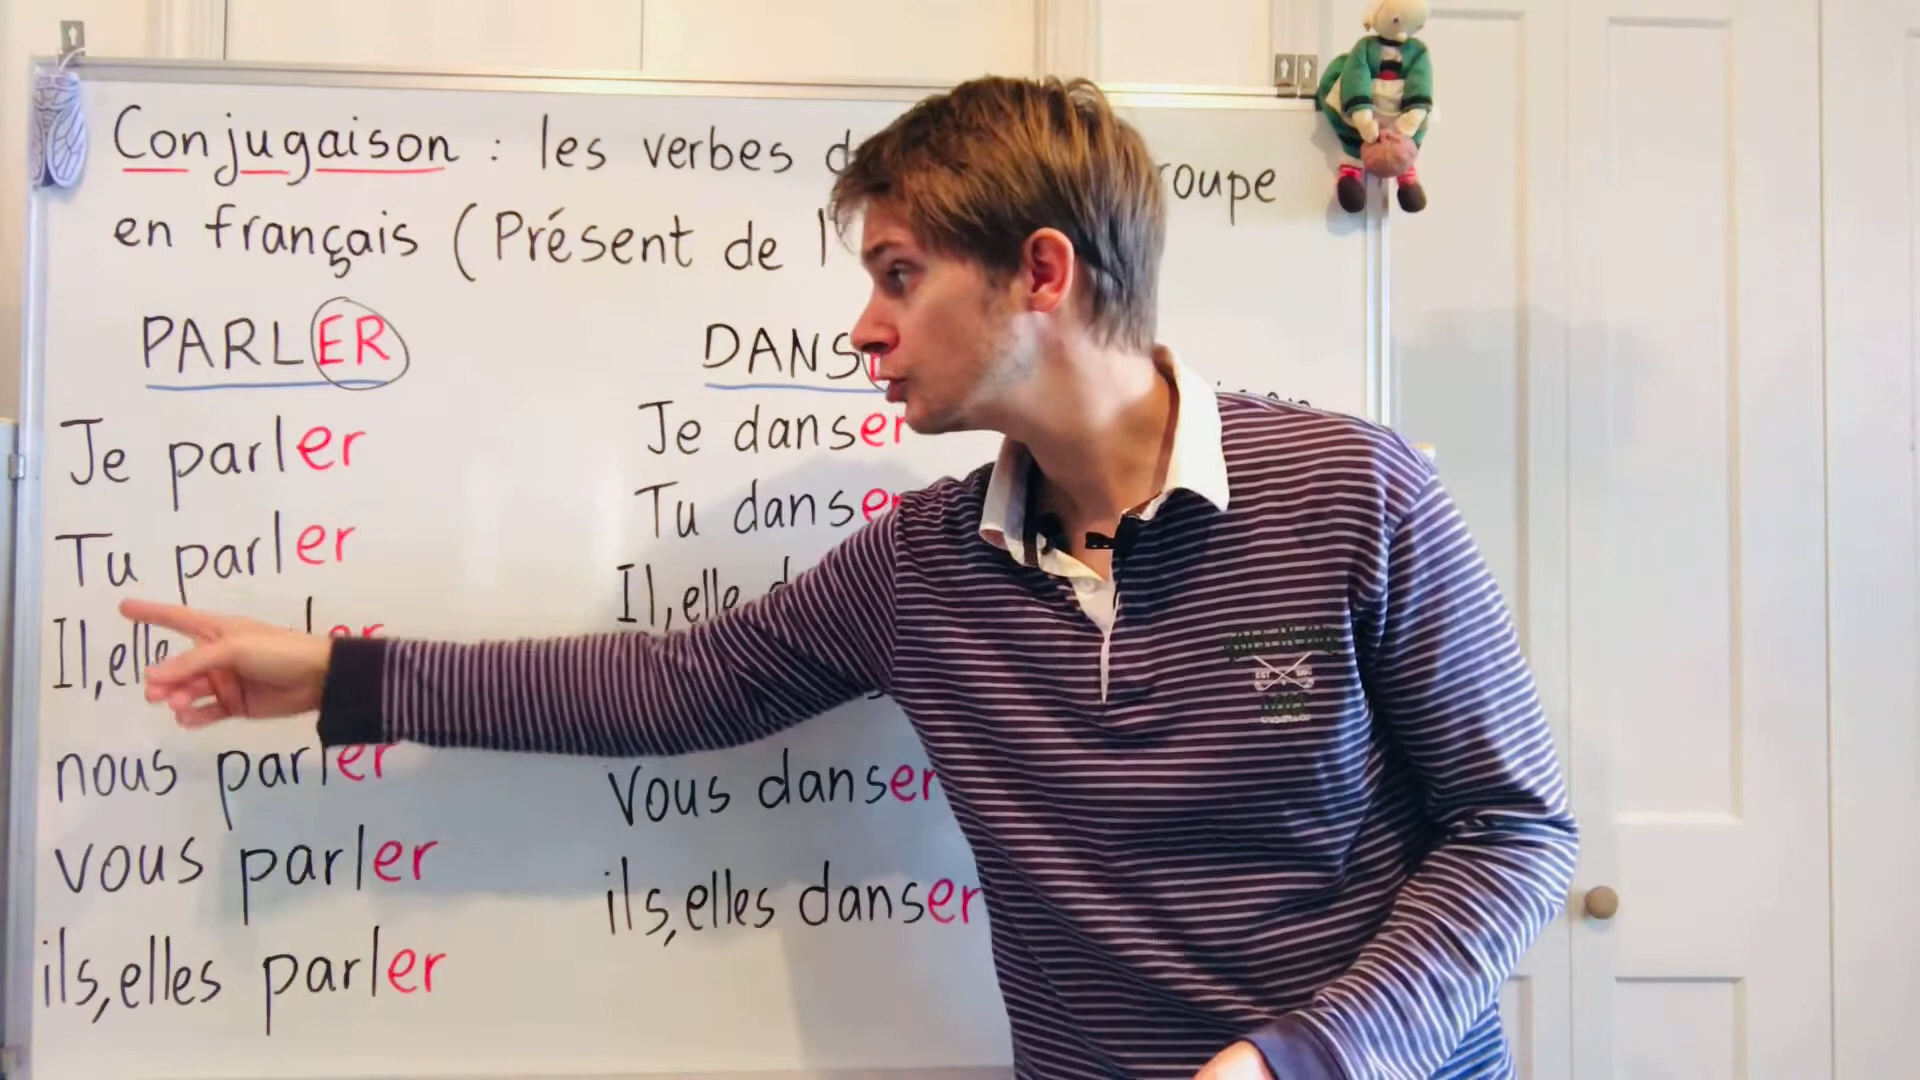 Conjugaison : les verbes
roupe
en français (Présent de l'
PARLER
DANS
Je parler
Tu parler
Il, elle
nous parler
vous parler
ils, elles parler
Je danser
Tu danser
Il, elle
Vous danser
ils, elles danser